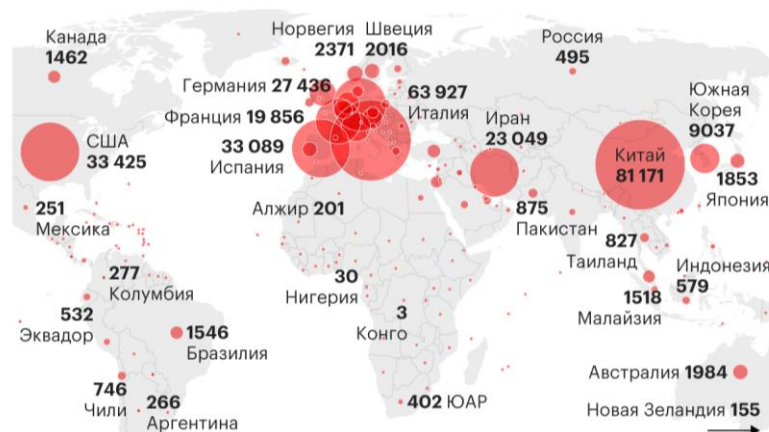 Канада
1462
Норвегия
2371
Швеция
2016
Россия
495
Германия 27 436
63 927
Италия
Франция 19 856
Иран
23 049
Южная
Корея
9037
США
33 425
33 089
Испания
Китай
81 171
1853
Япония
251
Мексика
Алжир 201
875
Пакистан
827
Таиланд
277
Колумбия
30
Нигерия
Индонезия
579
532
Эквадор
3
Конго
1518
Малайзия
1546
Бразилия
746
Чили
266
Аргентина
402 ЮАР
Австралия 1984
Новая Зеландия 155